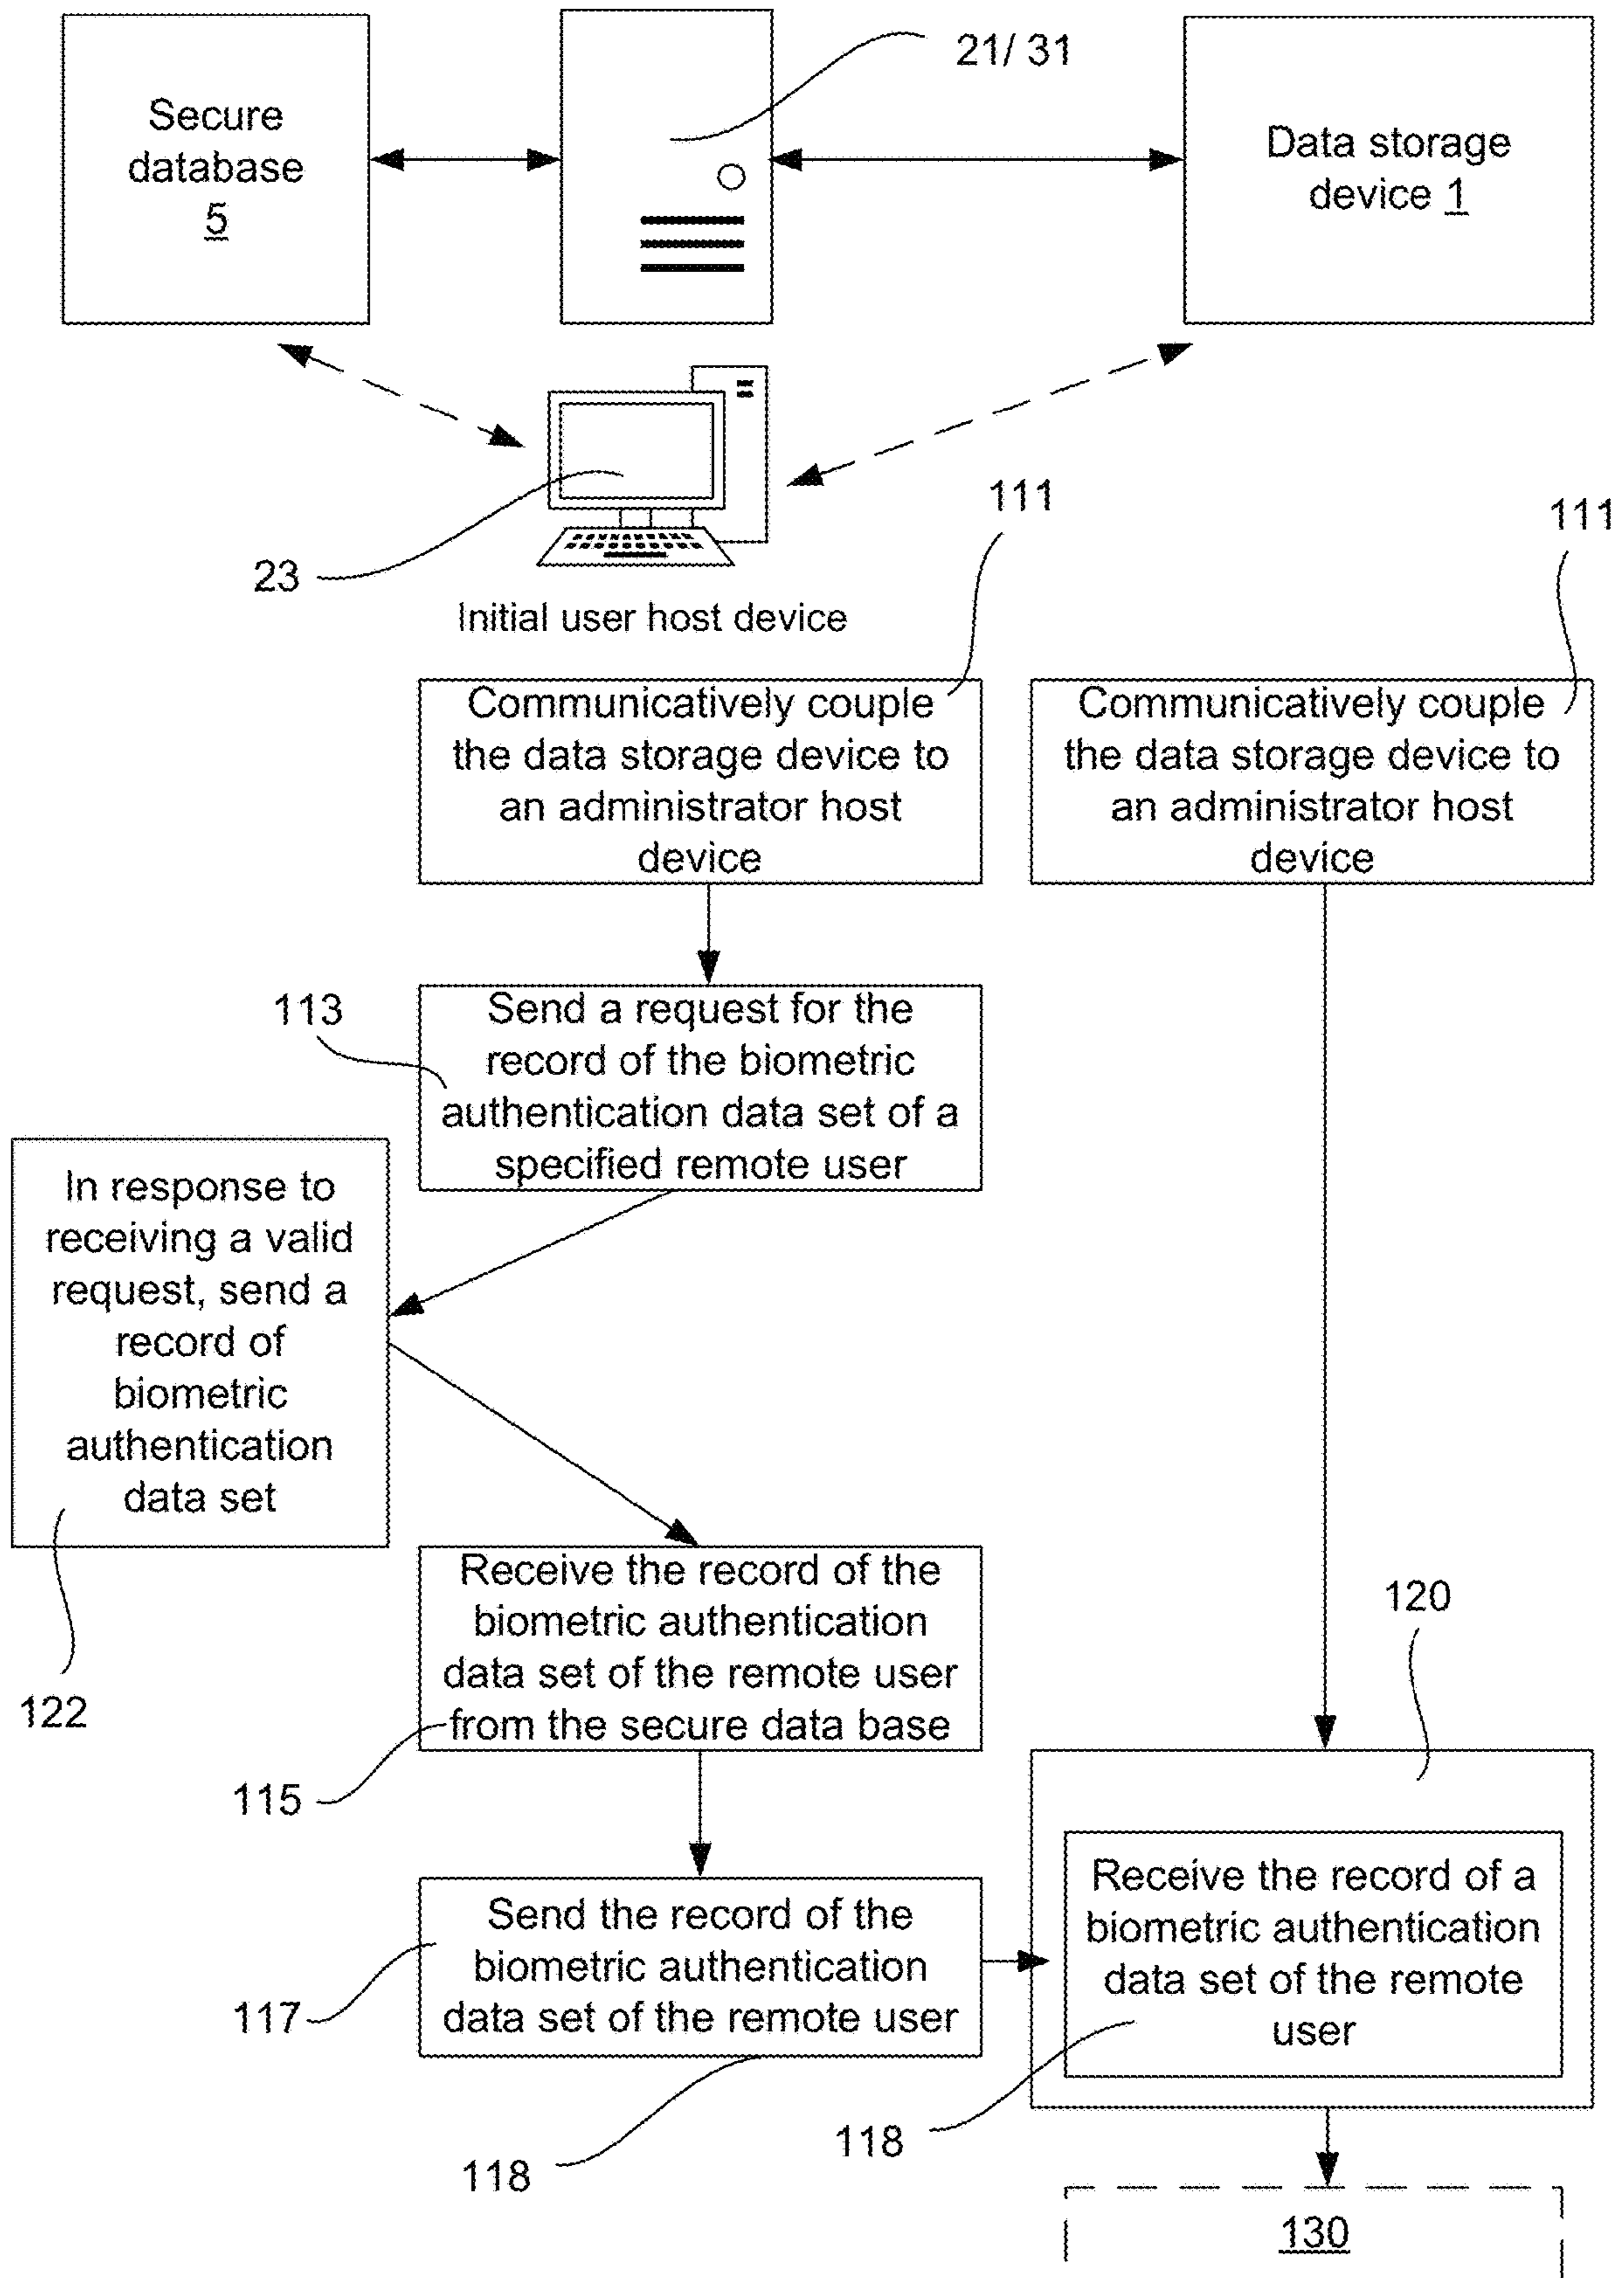 Secure
database
5
21/ 31
Data storage
device 1
23
Initial user host device
111
111
Communicatively couple
the data storage device to
an administrator host
device
Communicatively couple
the data storage device to
an administrator host
device
113
Send a request for the
record of the biometric
authentication data set of a
specified remote user
In response to
receiving a valid
request, send a
record of
biometric
authentication
data set
122
Receive the record of the
biometric authentication
data set of the remote user
from the secure data base
115
120
Send the record of the
biometric authentication
data set of the remote user
117
118
Receive the record of a
biometric authentication
data set of the remote
user
118
130